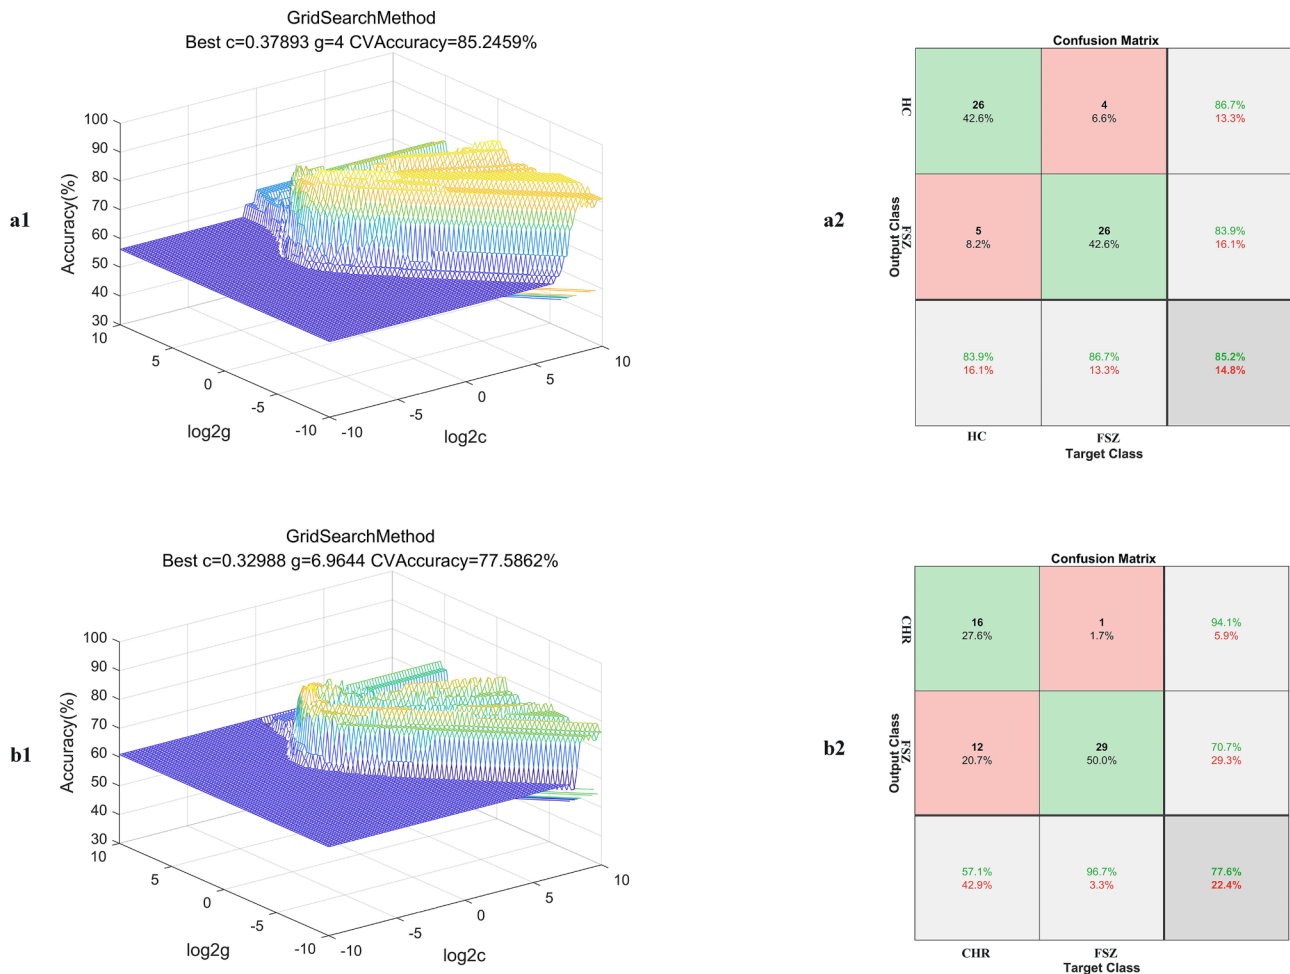 GridSearchMethod
Best c=0.37893 g=4 CVAccuracy=85.2459%
100
90
80
70
60
50
40
30
Accuracy(%)
10
5
0
-5
-10
log2g
-10
-5
0
5
10
log2c
a1
Confusion Matrix
HC
26
42.6%
4
6.6%
86.7%
13.3%
FSZ
5
8.2%
26
42.6%
83.9%
16.1%
83.9%
16.1%
86.7%
13.3%
85.2%
14.8%
Output Class
HC
FSZ
Target Class
a2
GridSearchMethod
Best c=0.32988 g=6.9644 CVAccuracy=77.5862%
100
90
80
70
60
50
40
30
Accuracy(%)
10
5
0
-5
-10
log2g
-10
-5
0
5
10
log2c
b1
Confusion Matrix
CHR
16
27.6%
1
1.7%
94.1%
5.9%
FSZ
12
20.7%
29
50.0%
70.7%
29.3%
57.1%
42.9%
96.7%
3.3%
77.6%
22.4%
Output Class
CHR
FSZ
Target Class
b2